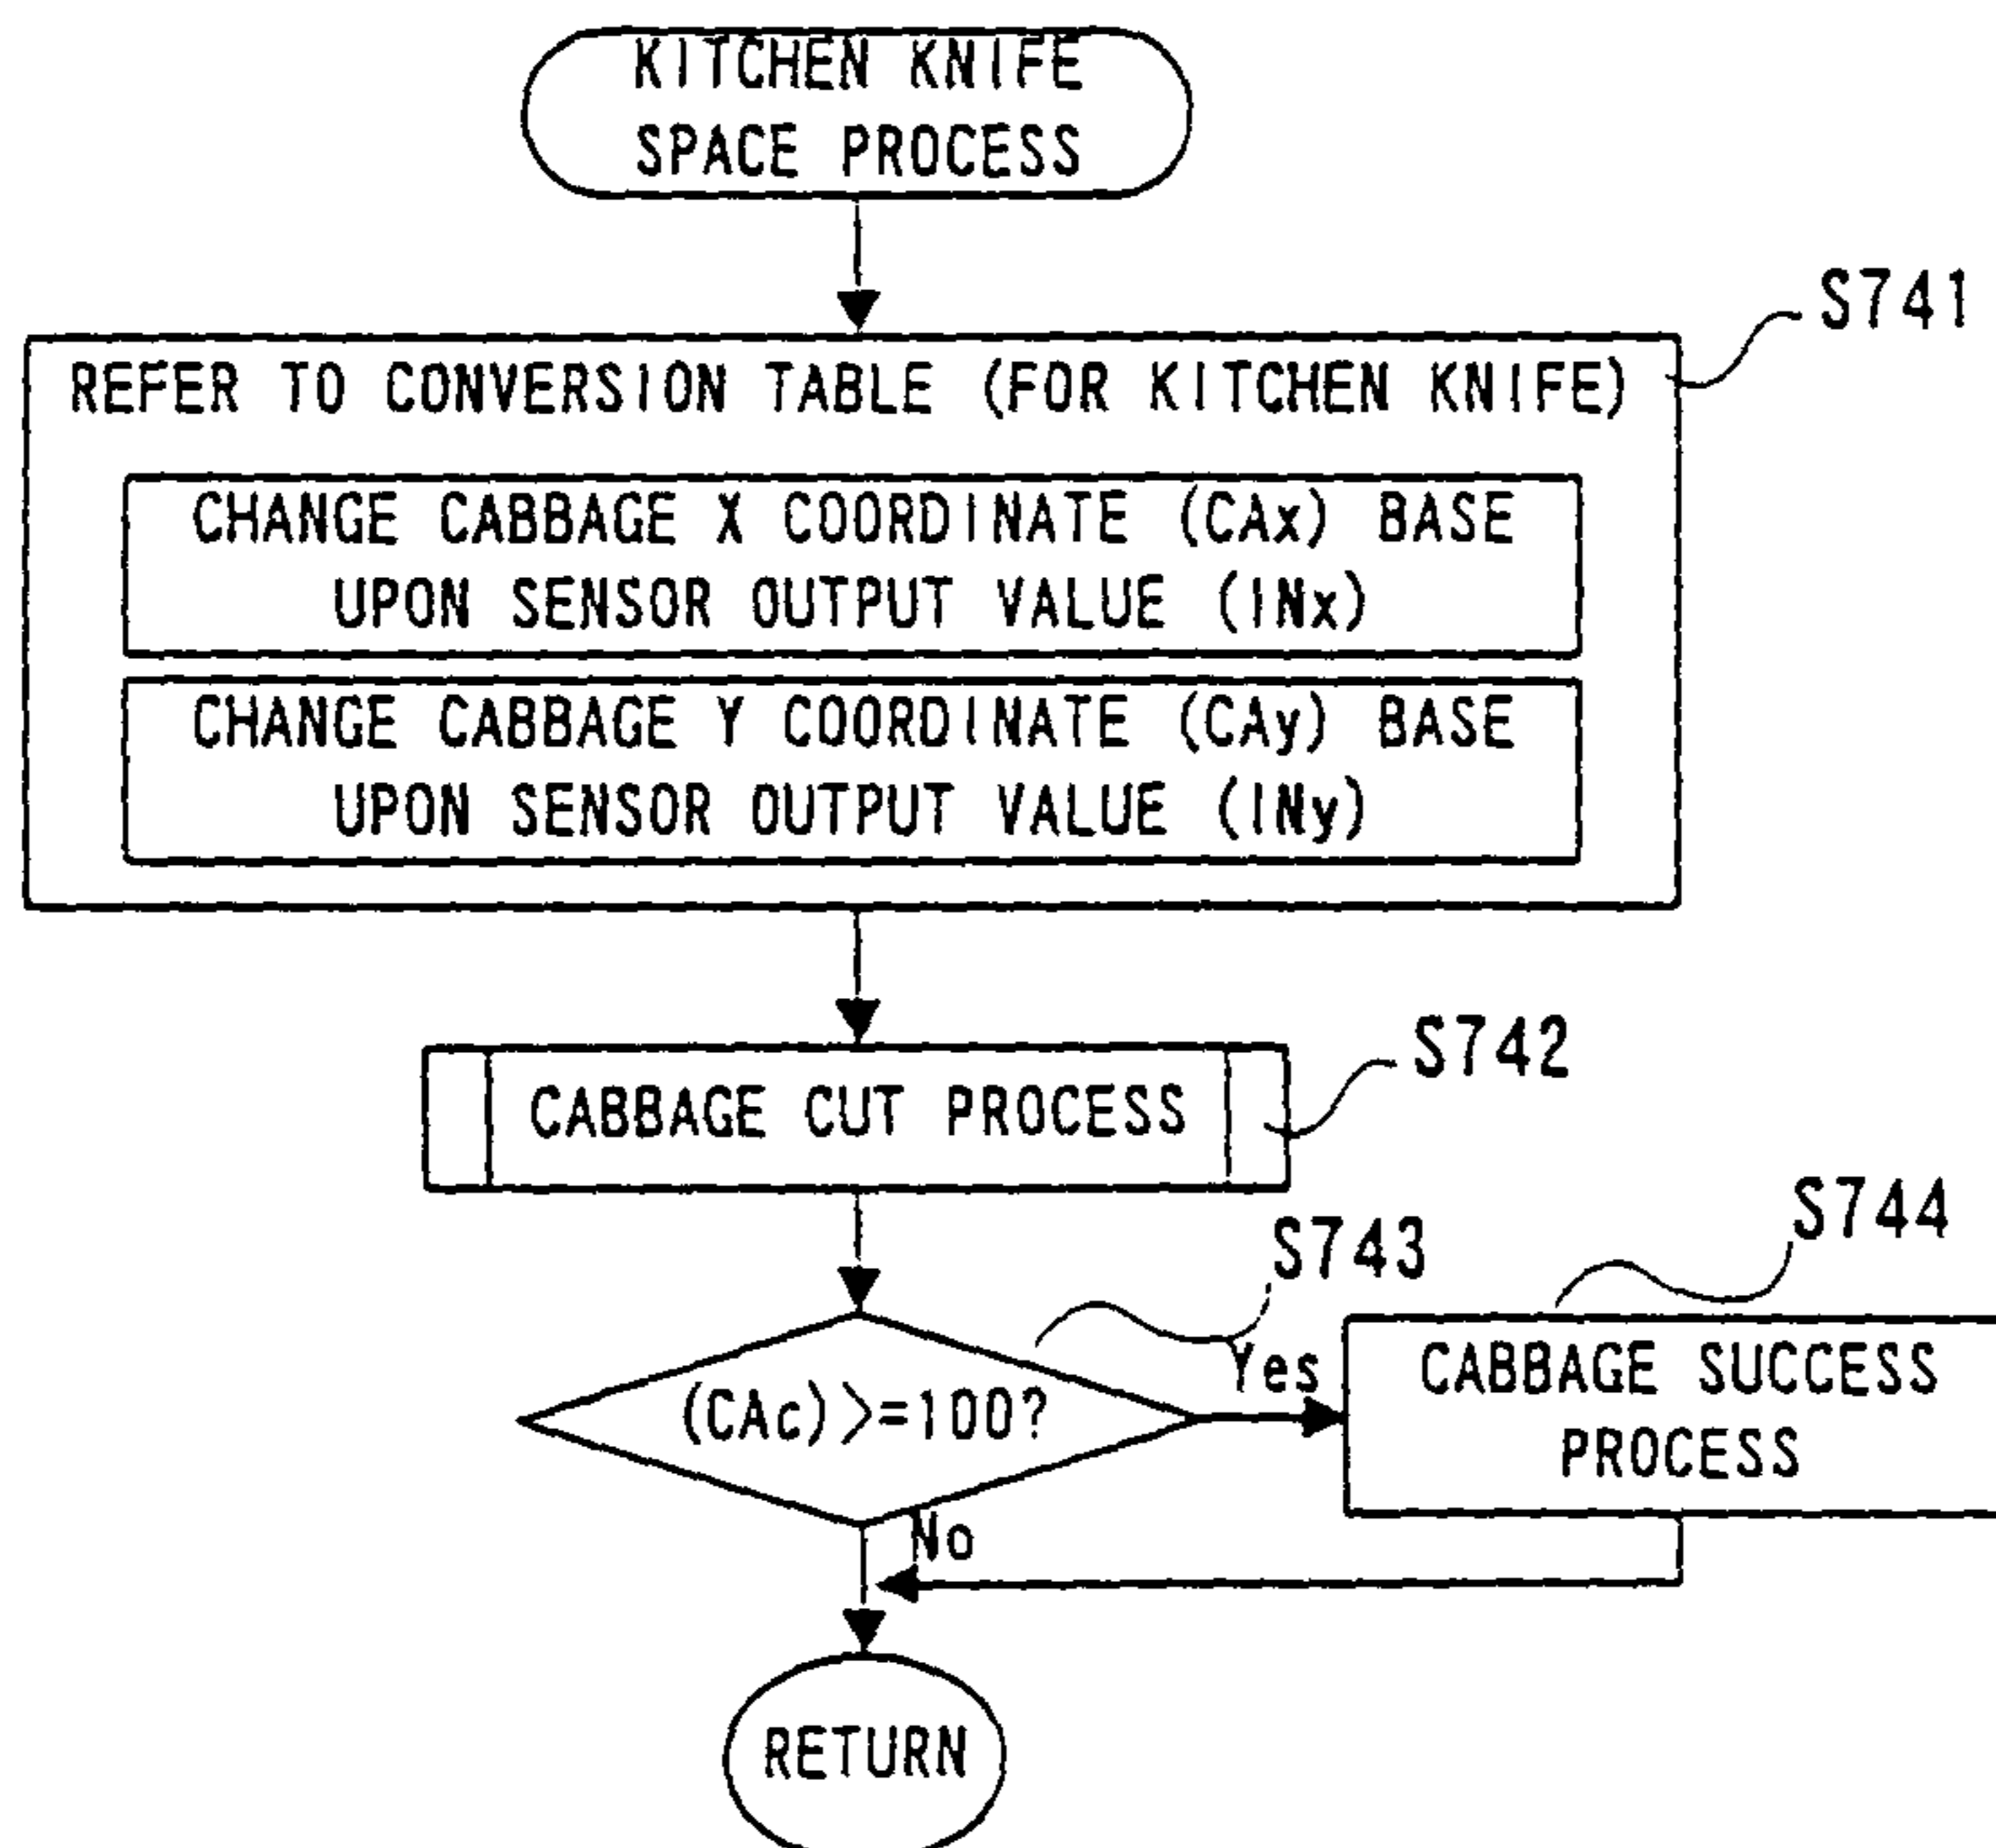 KITCHEN KNIFE
SPACE PROCESS
S741
REFER TO CONVERSION TABLE (FOR KITCHEN KNIFE)
CHANGE CABBAGE X COORDINATE (CAx) BASE
UPON SENSOR OUTPUT VALUE (INx)
CHANGE CABBAGE Y COORDINATE (CAy) BASE
UPON SENSOR OUTPUT VALUE (INy)
S742
CABBAGE CUT PROCESS
S743
S744
(CAc)>=100?
Yes
CABBAGE SUCCESS
PROCESS
No
RETURN